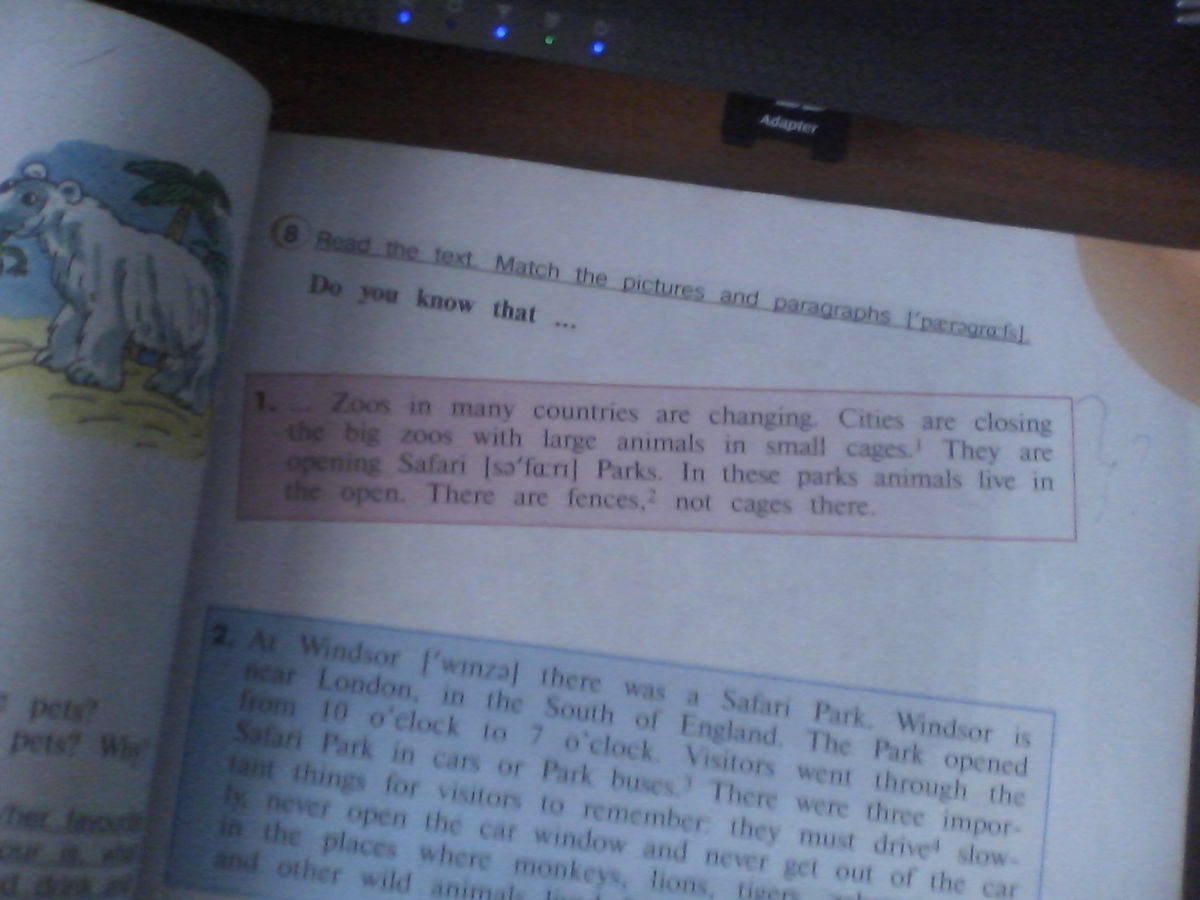 Adapter
8 Read the text. Match the pictures and paragraphs ['pærəgrɑ:fs].
Do you know that ...
1. ... Zoos in many countries are changing. Cities are closing
the big zoos with large animals in small cages.¹ They are
opening Safari [sə'fɑ:rɪ] Parks. In these parks animals live in
the open. There are fences,² not cages there.
2. At Windsor ['wɪnzə] there was a Safari Park. Windsor is
near London, in the South of England. The Park opened
from 10 o'clock to 7 o'clock. Visitors went through the
Safari Park in cars or Park buses.³ There were three impor-
tant things for visitors to remember: they must drive⁴ slow-
ly, never open the car window and never get out of the car
in the places where monkeys, lions, tigers,
and other wild animals
pets?
pets? Why